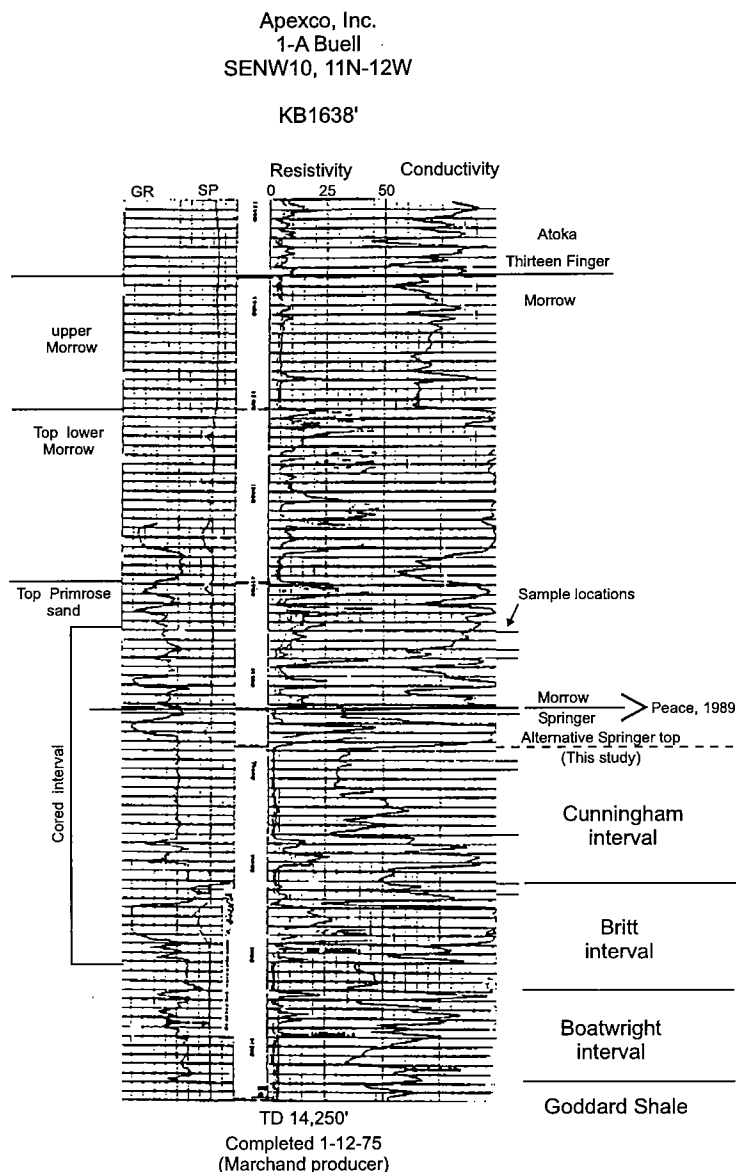 Apexco, Inc.
1-A Buell
SENW10, 11N-12W
KB1638'
Resistivity
Conductivity
GR
SP
0
25
50
Atoka
Thirteen Finger
Morrow
upper
Morrow
Top lower
Morrow
Top Primrose
sand
Sample locations
Morrow
Springer
Peace, 1989
Alternative Springer top
(This study)
Cored interval
Cunningham
interval
Britt
interval
Boatwright
interval
Goddard Shale
TD 14,250'
Completed 1-12-75
(Marchand producer)